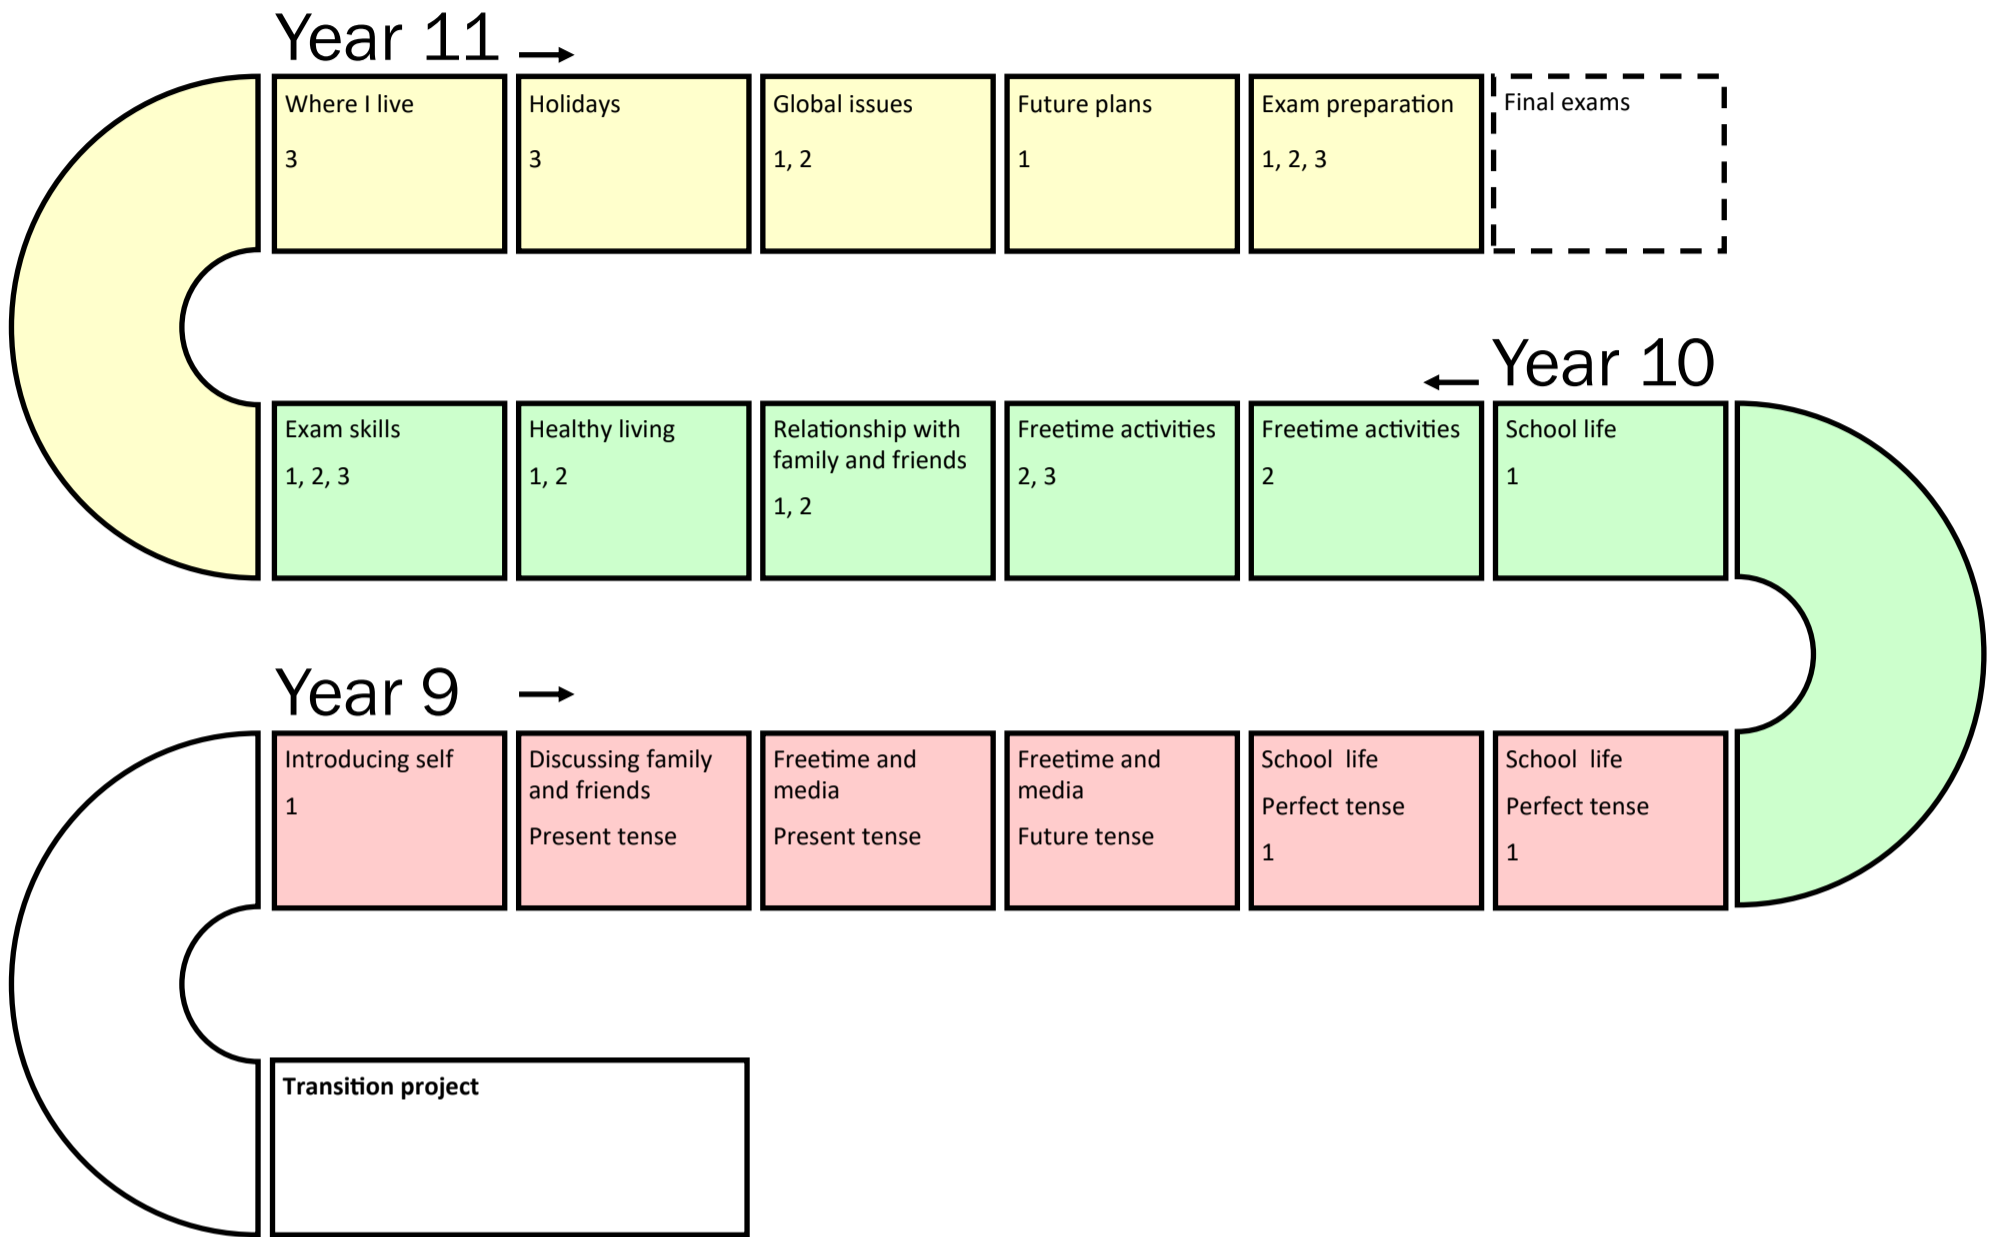 Year 11
Where I live
3
Holidays
3
Global issues
1, 2
Future plans
1
Exam preparation
1, 2, 3
Final exams
Year 10
Exam skills
1, 2, 3
Healthy living
1, 2
Relationship with
family and friends
1, 2
Freetime activities
2, 3
Freetime activities
2
School life
1
Year 9
Introducing self
1
Discussing family
and friends
Present tense
Freetime and
media
Present tense
Freetime and
media
Future tense
School  life
Perfect tense
1
School  life
Perfect tense
1
Transition project